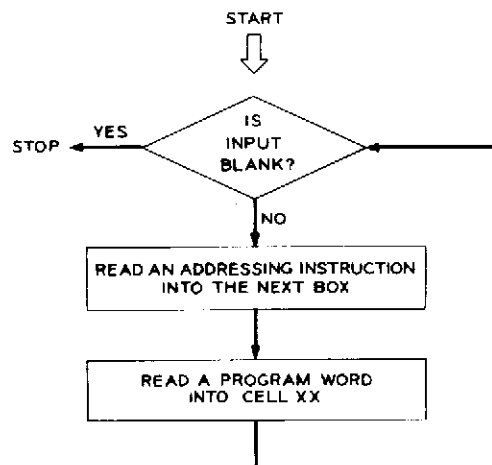 START
IS
INPUT
BLANK?
YES
STOP
NO
READ AN ADDRESSING INSTRUCTION
INTO THE NEXT BOX
READ A PROGRAM WORD
INTO CELL XX